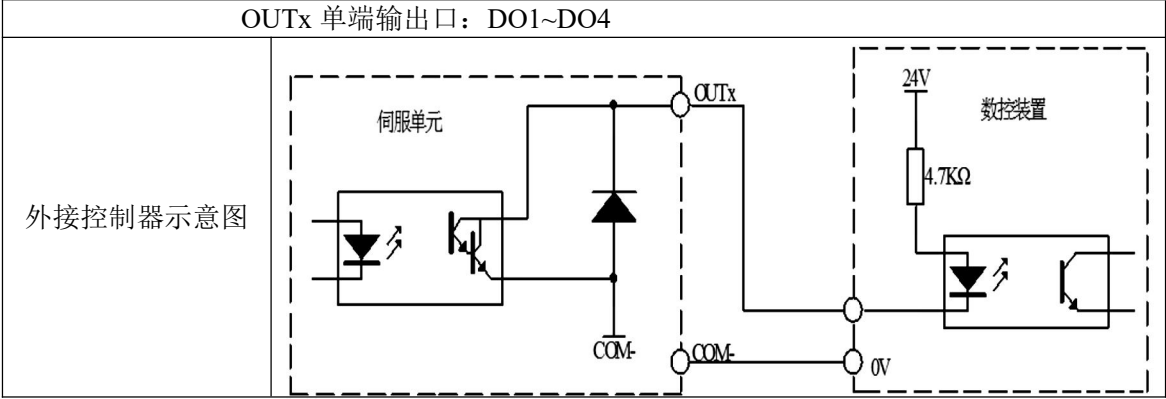 OUTx 单端输出口：DO1~DO4
外接控制器示意图
伺服单元
OUTx
24V
数控装置
4.7KΩ
COM-
COM-
0V